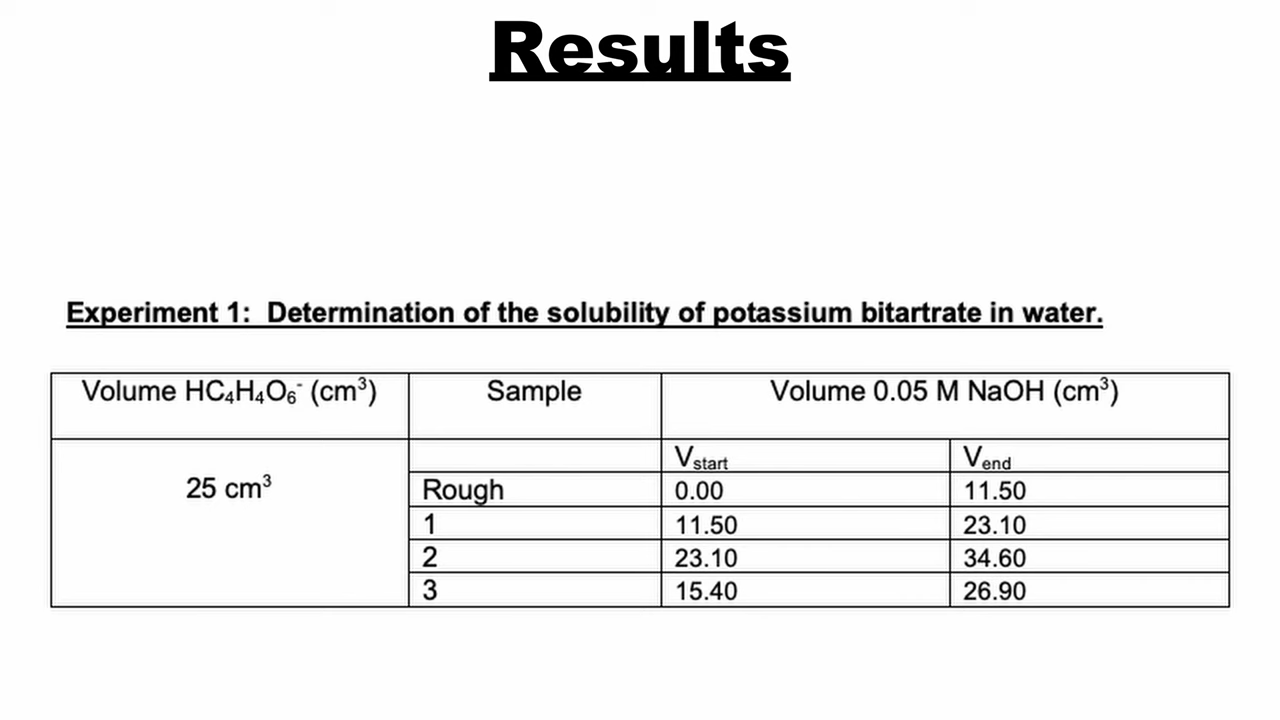 Results
Experiment 1: Determination of the solubility of potassium bitartrate in water.
Volume HC₄H₄O₆⁻ (cm³) Sample Volume 0.05 M NaOH (cm³)
V_start V_end
25 cm³
Rough 0.00 11.50
1 11.50 23.10
2 23.10 34.60
3 15.40 26.90